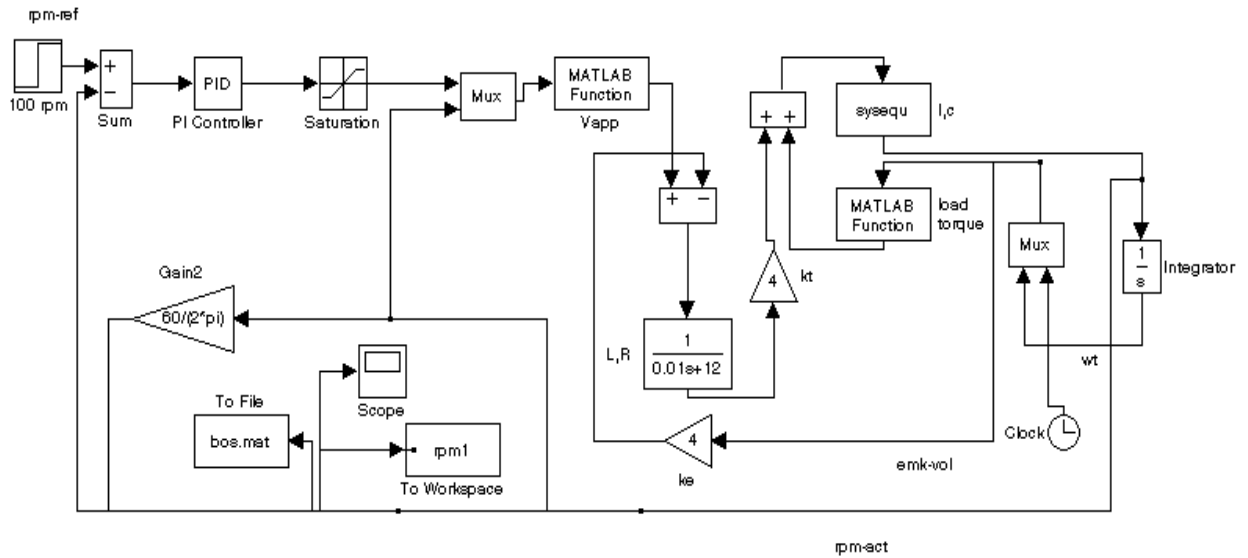 rpm-ref
100 rpm
+
−
Sum
PID
PI Controller
Saturation
Mux
MATLAB
Function
Vapp
+ −
+ +
sysequ
I,c
MATLAB
Function
load
torque
Mux
1
s
Integrator
wt
Clock
4
kt
L,R
1
0.01s+12
4
ke
emk-vol
Gain2
60/(2*pi)
Scope
To File
bos.mat
rpm1
To Workspace
rpm-act